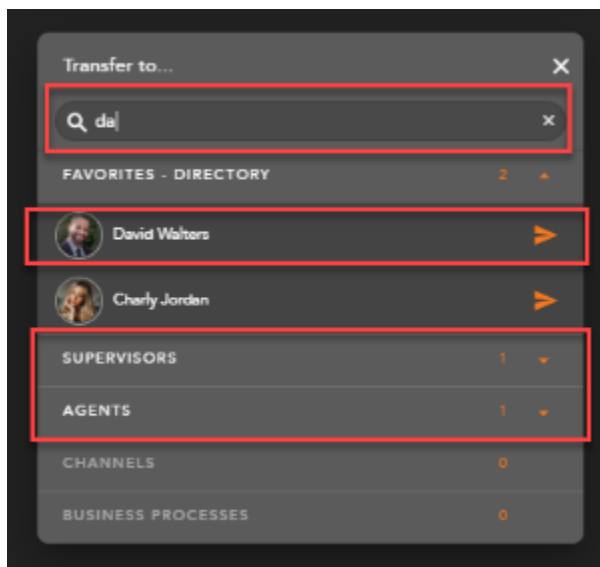 Transfer to...
da
FAVORITES - DIRECTORY 2
David Walters
Charly Jordan
SUPERVISORS 1
AGENTS 1
CHANNELS 0
BUSINESS PROCESSES 0